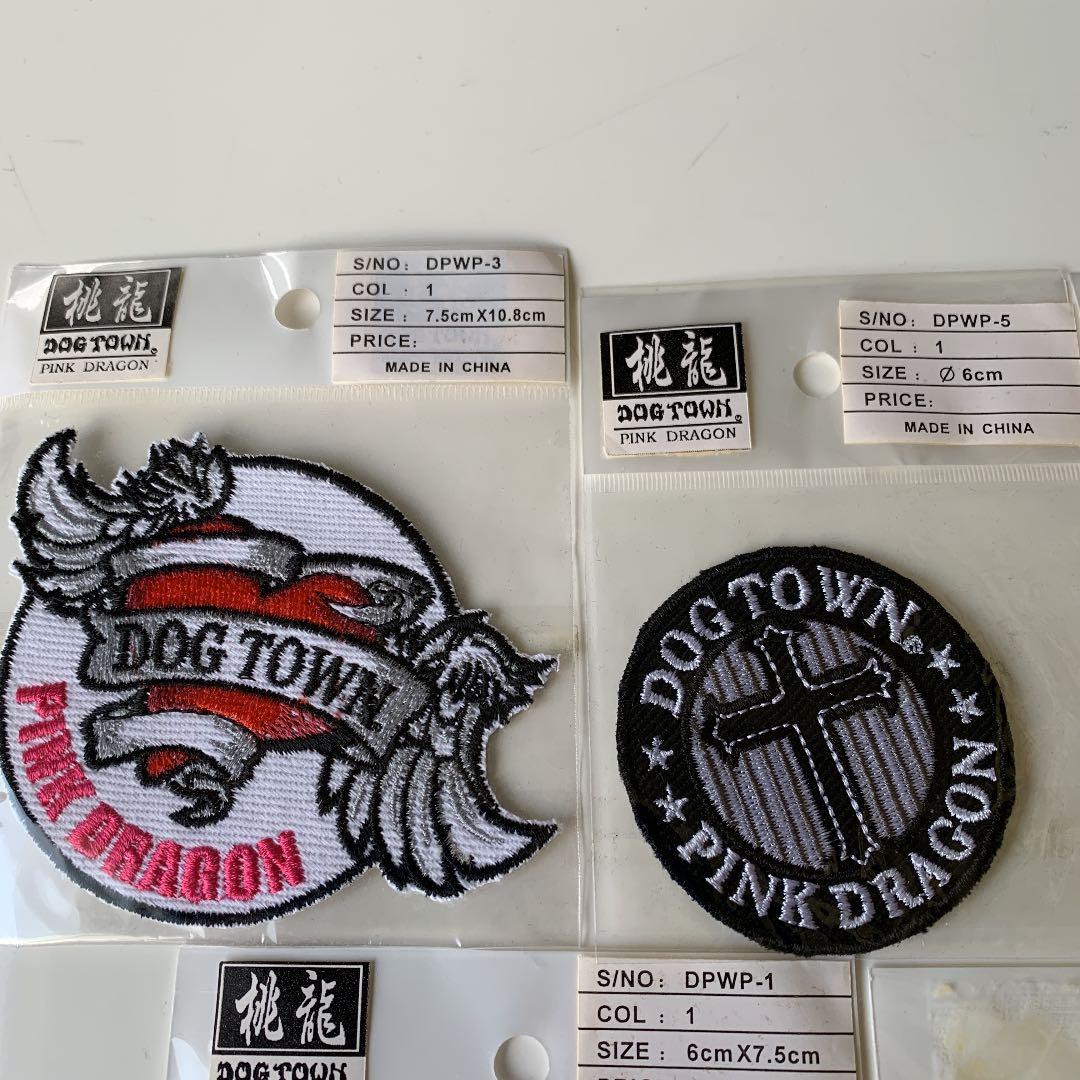 桃龍
DOGTOWN®
PINK DRAGON
S/NO: DPWP-3
COL : 1
SIZE : 7.5cmX10.8cm
PRICE:
MADE IN CHINA
DOG TOWN
PINK DRAGON
桃龍
DOGTOWN®
PINK DRAGON
S/NO: DPWP-5
COL : 1
SIZE : Ø 6cm
PRICE:
MADE IN CHINA
DOGTOWN®
PINK DRAGON
桃龍
DOGTOWN
S/NO: DPWP-1
COL : 1
SIZE : 6cmX7.5cm